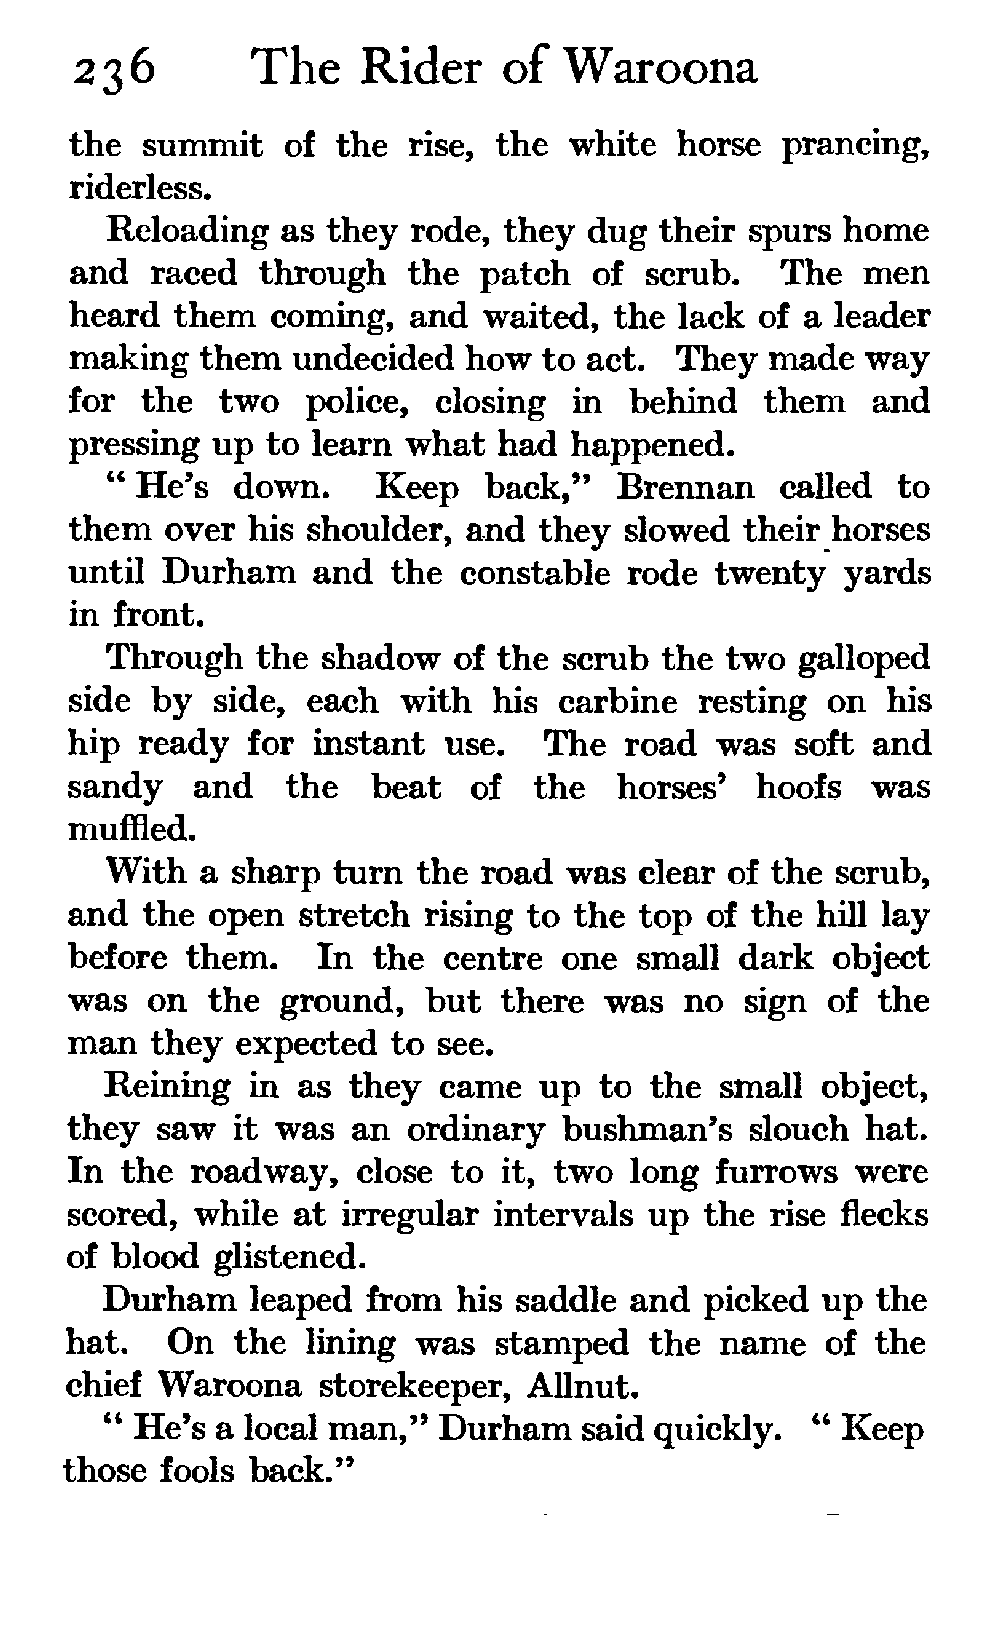 236 The Rider of Waroona
the summit of the rise, the white horse prancing,
riderless.
Reloading as they rode, they dug their spurs home
and raced through the patch of scrub. The men
heard them coming, and waited, the lack of a leader
making them undecided how to act. They made way
for the two police, closing in behind them and
pressing up to learn what had happened.
“ He’s down. Keep back,” Brennan called to
them over his shoulder, and they slowed their horses
until Durham and the constable rode twenty yards
in front.
Through the shadow of the scrub the two galloped
side by side, each with his carbine resting on his
hip ready for instant use. The road was soft and
sandy and the beat of the horses’ hoofs was
muffled.
With a sharp turn the road was clear of the scrub,
and the open stretch rising to the top of the hill lay
before them. In the centre one small dark object
was on the ground, but there was no sign of the
man they expected to see.
Reining in as they came up to the small object,
they saw it was an ordinary bushman’s slouch hat.
In the roadway, close to it, two long furrows were
scored, while at irregular intervals up the rise flecks
of blood glistened.
Durham leaped from his saddle and picked up the
hat. On the lining was stamped the name of the
chief Waroona storekeeper, Allnut.
“ He’s a local man,” Durham said quickly. “ Keep
those fools back.”